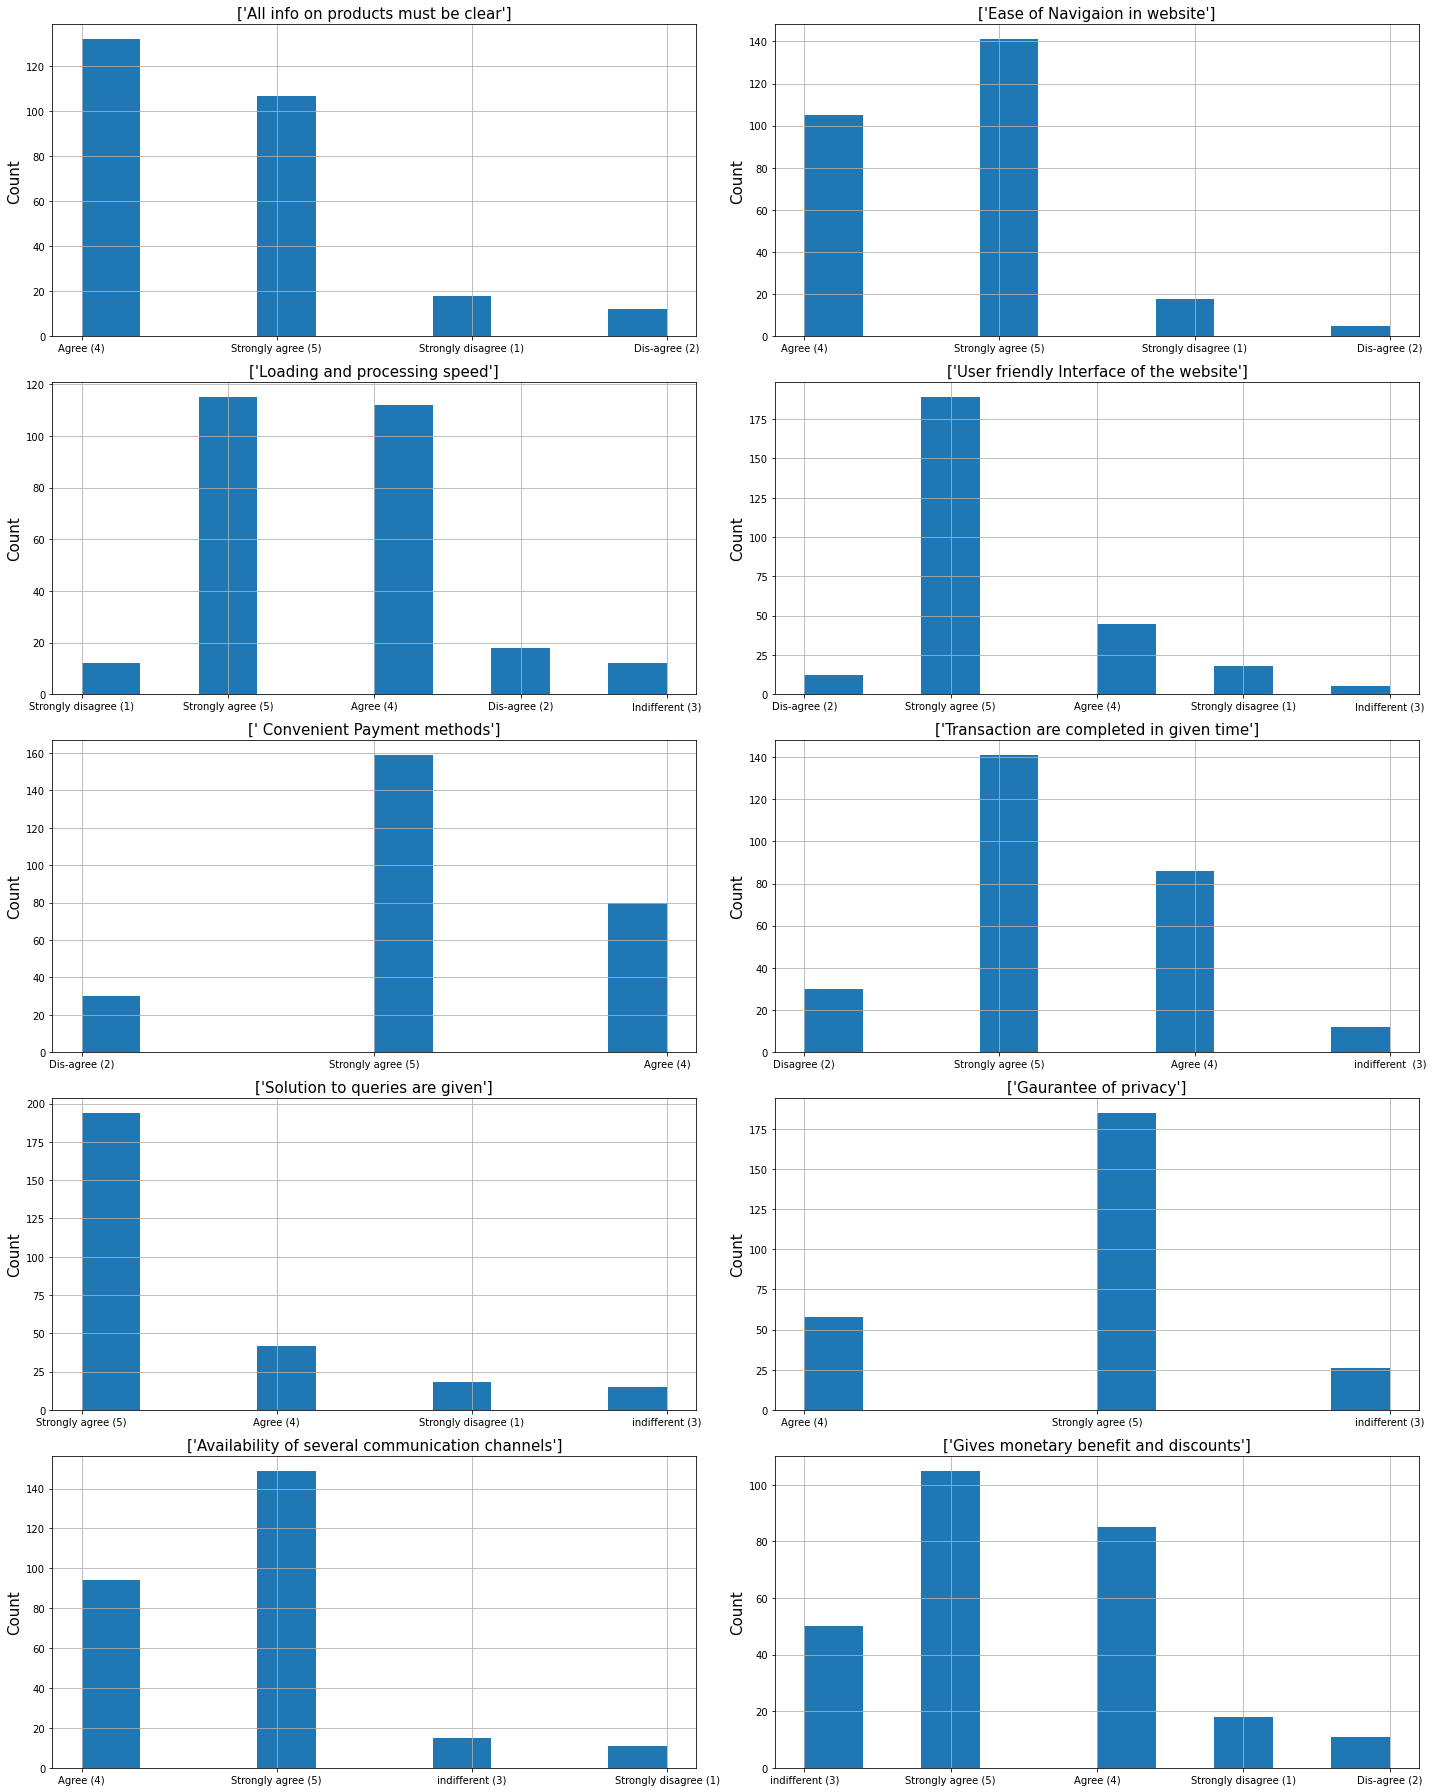 ['All info on products must be clear']
Count
120
100
80
60
40
20
0
Agree (4) Strongly agree (5) Strongly disagree (1) Dis-agree (2)
['Ease of Navigaion in website']
Count
140
120
100
80
60
40
20
0
Agree (4) Strongly agree (5) Strongly disagree (1) Dis-agree (2)
['Loading and processing speed']
Count
120
100
80
60
40
20
0
Strongly disagree (1) Strongly agree (5) Agree (4) Dis-agree (2) Indifferent (3)
['User friendly Interface of the website']
Count
175
150
125
100
75
50
25
0
Dis-agree (2) Strongly agree (5) Agree (4) Strongly disagree (1) Indifferent (3)
[' Convenient Payment methods']
Count
160
140
120
100
80
60
40
20
0
Dis-agree (2) Strongly agree (5) Agree (4)
['Transaction are completed in given time']
Count
140
120
100
80
60
40
20
0
Disagree (2) Strongly agree (5) Agree (4) indifferent  (3)
['Solution to queries are given']
Count
200
175
150
125
100
75
50
25
0
Strongly agree (5) Agree (4) Strongly disagree (1) indifferent (3)
['Gaurantee of privacy']
Count
175
150
125
100
75
50
25
0
Agree (4) Strongly agree (5) indifferent (3)
['Availability of several communication channels']
Count
140
120
100
80
60
40
20
0
Agree (4) Strongly agree (5) indifferent (3) Strongly disagree (1)
['Gives monetary benefit and discounts']
Count
100
80
60
40
20
0
indifferent (3) Strongly agree (5) Agree (4) Strongly disagree (1) Dis-agree (2)